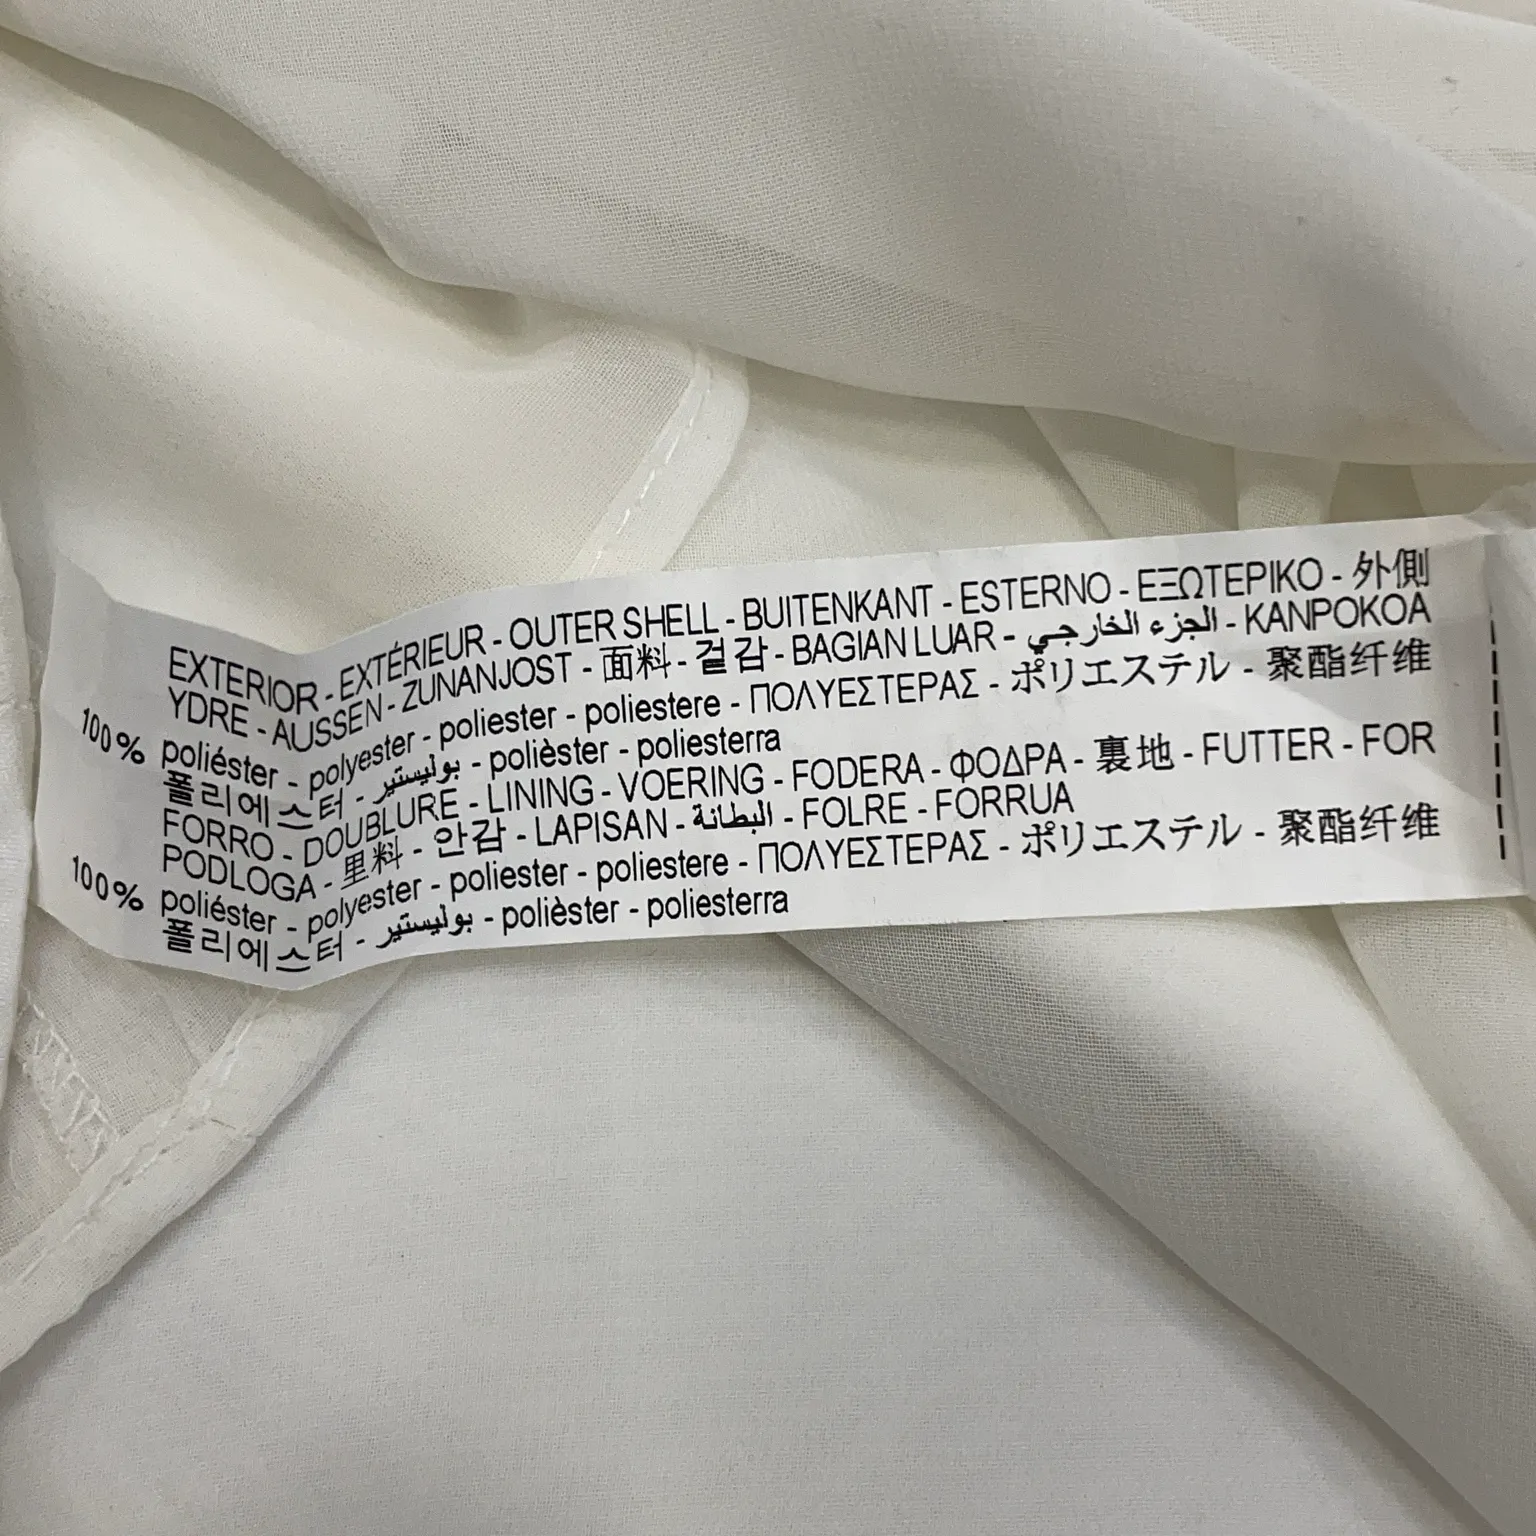 EXTERIOR - EXTÉRIEUR - OUTER SHELL - BUITENKANT - ESTERNO - ΕΞΩΤΕΡΙΚΟ - 外側
YDRE - AUSSEN - ZUNANJOST - 面料 - 겉감 - BAGIAN LUAR - الجزء الخارجي - KANPOKOA
100% poliéster - polyester - poliester - poliestere - ΠΟΛΥΕΣΤΕΡΑΣ - ポリエステル - 聚酯纤维
폴리에스터 - بوليستير - polièster - poliesterra
FORRO - DOUBLURE - LINING - VOERING - FODERA - ΦΟΔΡΑ - 裏地 - FUTTER - FOR
PODLOGA - 里料 - 안감 - LAPISAN - البطانة - FOLRE - FORRUA
100% poliéster - polyester - poliester - poliestere - ΠΟΛΥΕΣΤΕΡΑΣ - ポリエステル - 聚酯纤维
폴리에스터 - بوليستير - polièster - poliesterra